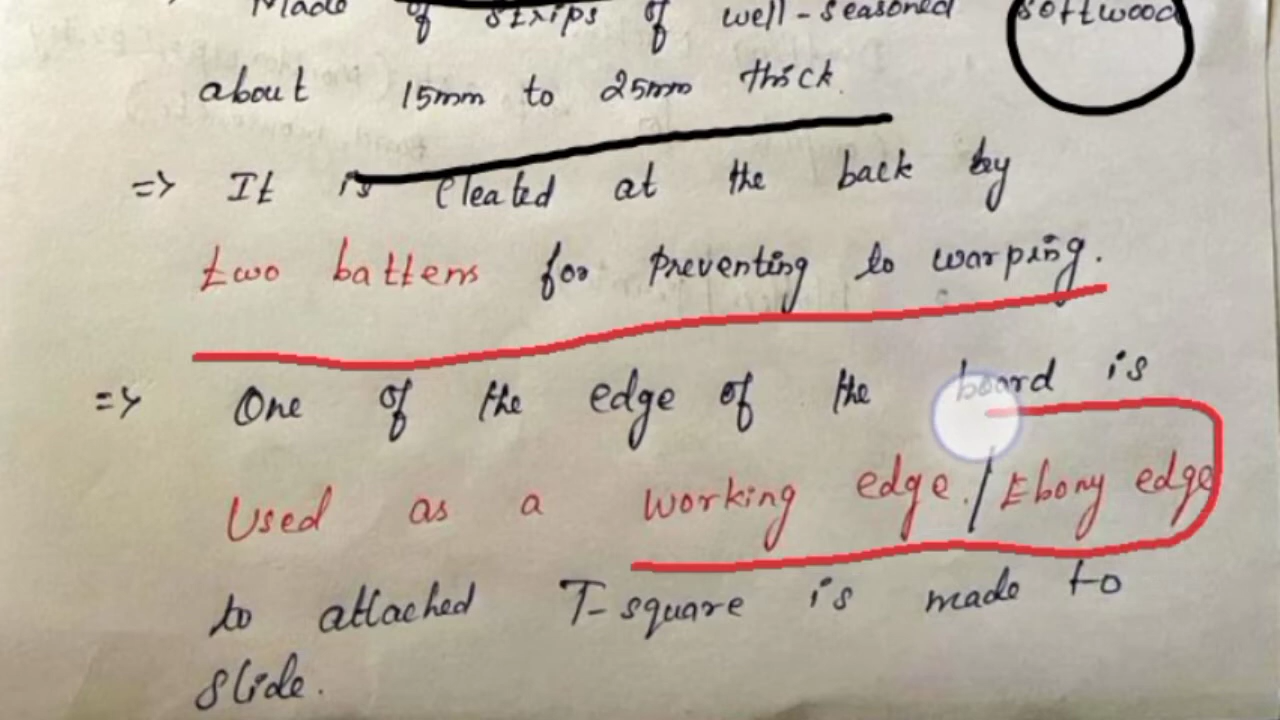 Made of strips of well-seasoned softwood
about 15mm to 25mm thick.
=> It is cleated at the back by
two battens for preventing to warping.
=> One of the edge of the board is
Used as a working edge./Ebony edge
to attached T-square is made to
slide.